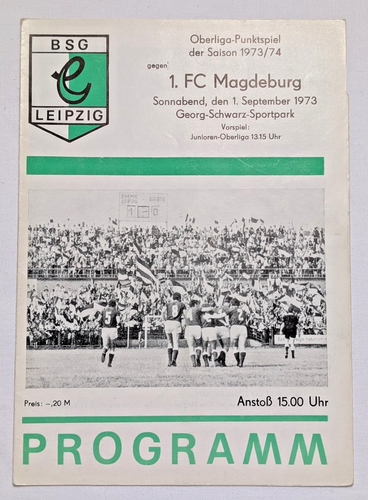 BSG
LEIPZIG
Oberliga-Punktspiel
der Saison 1973/74
gegen
1. FC Magdeburg
Sonnabend, den 1. September 1973
Georg-Schwarz-Sportpark
Vorspiel:
Junioren-Oberliga 13.15 Uhr
Preis: -,20 M
Anstoß 15.00 Uhr
PROGRAMM